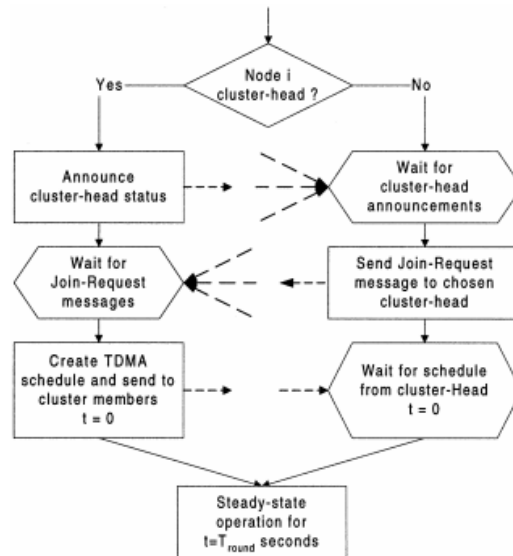 Node i
cluster-head ?
Yes
No
Announce
cluster-head status
Wait for
cluster-head
announcements
Wait for
Join-Request
messages
Send Join-Request
message to chosen
cluster-head
Create TDMA
schedule and send to
cluster members
t = 0
Wait for schedule
from cluster-Head
t = 0
Steady-state
operation for
t=Tround seconds